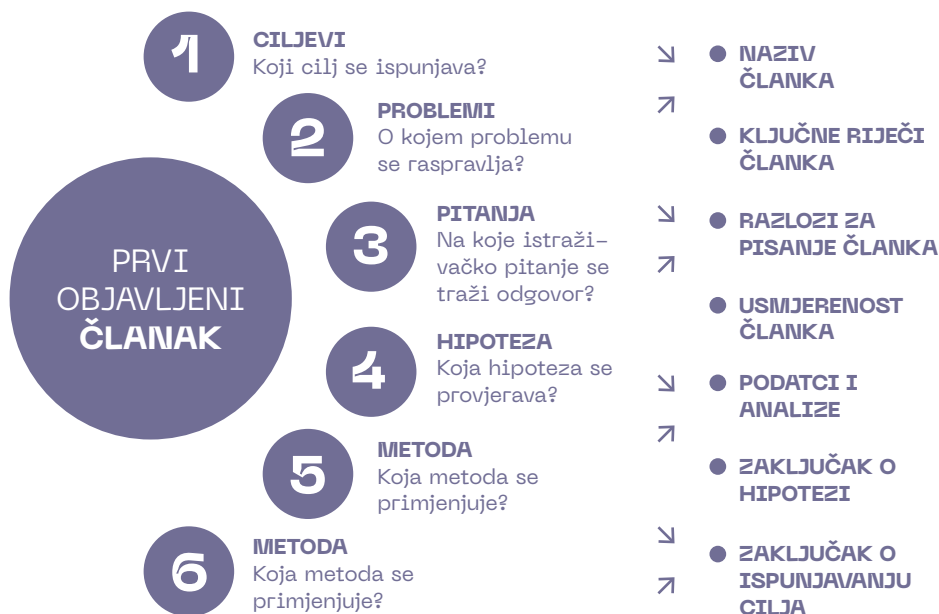 PRVI
OBJAVLJENI
ČLANAK
1
CILJEVI
Koji cilj se ispunjava?
2
PROBLEMI
O kojem problemu
se raspravlja?
3
PITANJA
Na koje istraži–
vačko pitanje se
traži odgovor?
4
HIPOTEZA
Koja hipoteza se
provjerava?
5
METODA
Koja metoda se
primjenjuje?
6
METODA
Koja metoda se
primjenjuje?
NAZIV
ČLANKA
KLJUČNE RIJEČI
ČLANKA
RAZLOZI ZA
PISANJE ČLANKA
USMJERENOST
ČLANKA
PODATCI I
ANALIZE
ZAKLJUČAK O
HIPOTEZI
ZAKLJUČAK O
ISPUNJAVANJU
CILJA